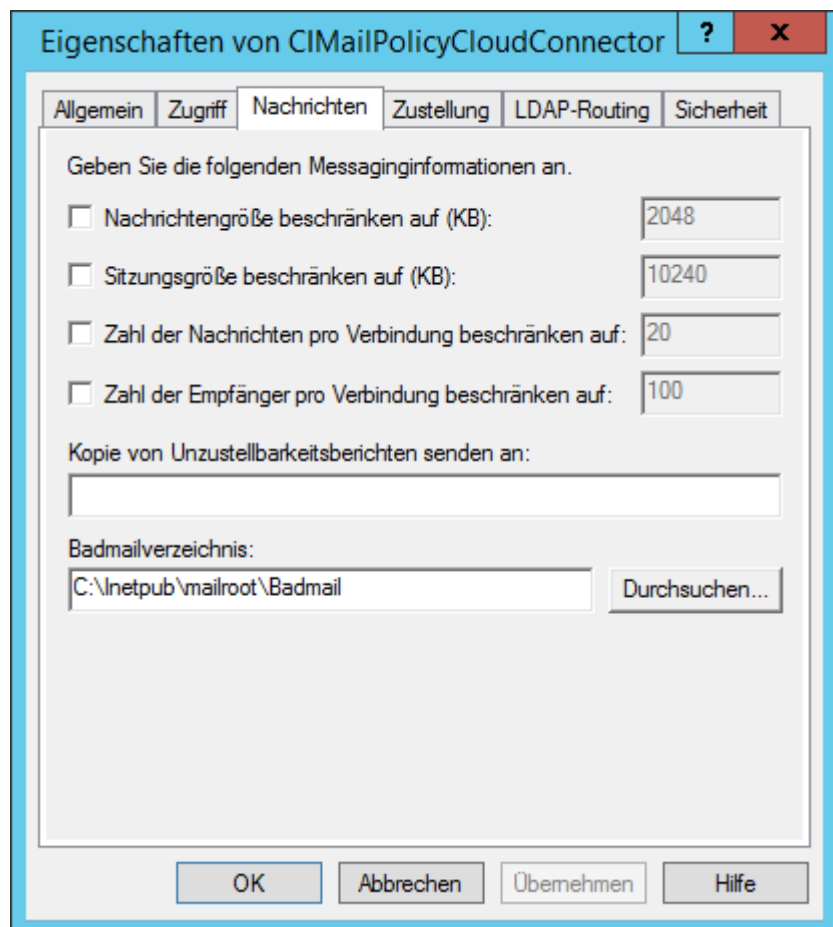 Eigenschaften von CIMailPolicyCloudConnector ? x
Allgemein Zugriff Nachrichten Zustellung LDAP-Routing Sicherheit
Geben Sie die folgenden Messaginginformationen an.
Nachrichtengröße beschränken auf (KB): 2048
Sitzungsgröße beschränken auf (KB): 10240
Zahl der Nachrichten pro Verbindung beschränken auf: 20
Zahl der Empfänger pro Verbindung beschränken auf: 100
Kopie von Unzustellbarkeitsberichten senden an:
Badmailverzeichnis:
C:\Inetpub\mailroot\Badmail Durchsuchen...
OK Abbrechen Übernehmen Hilfe